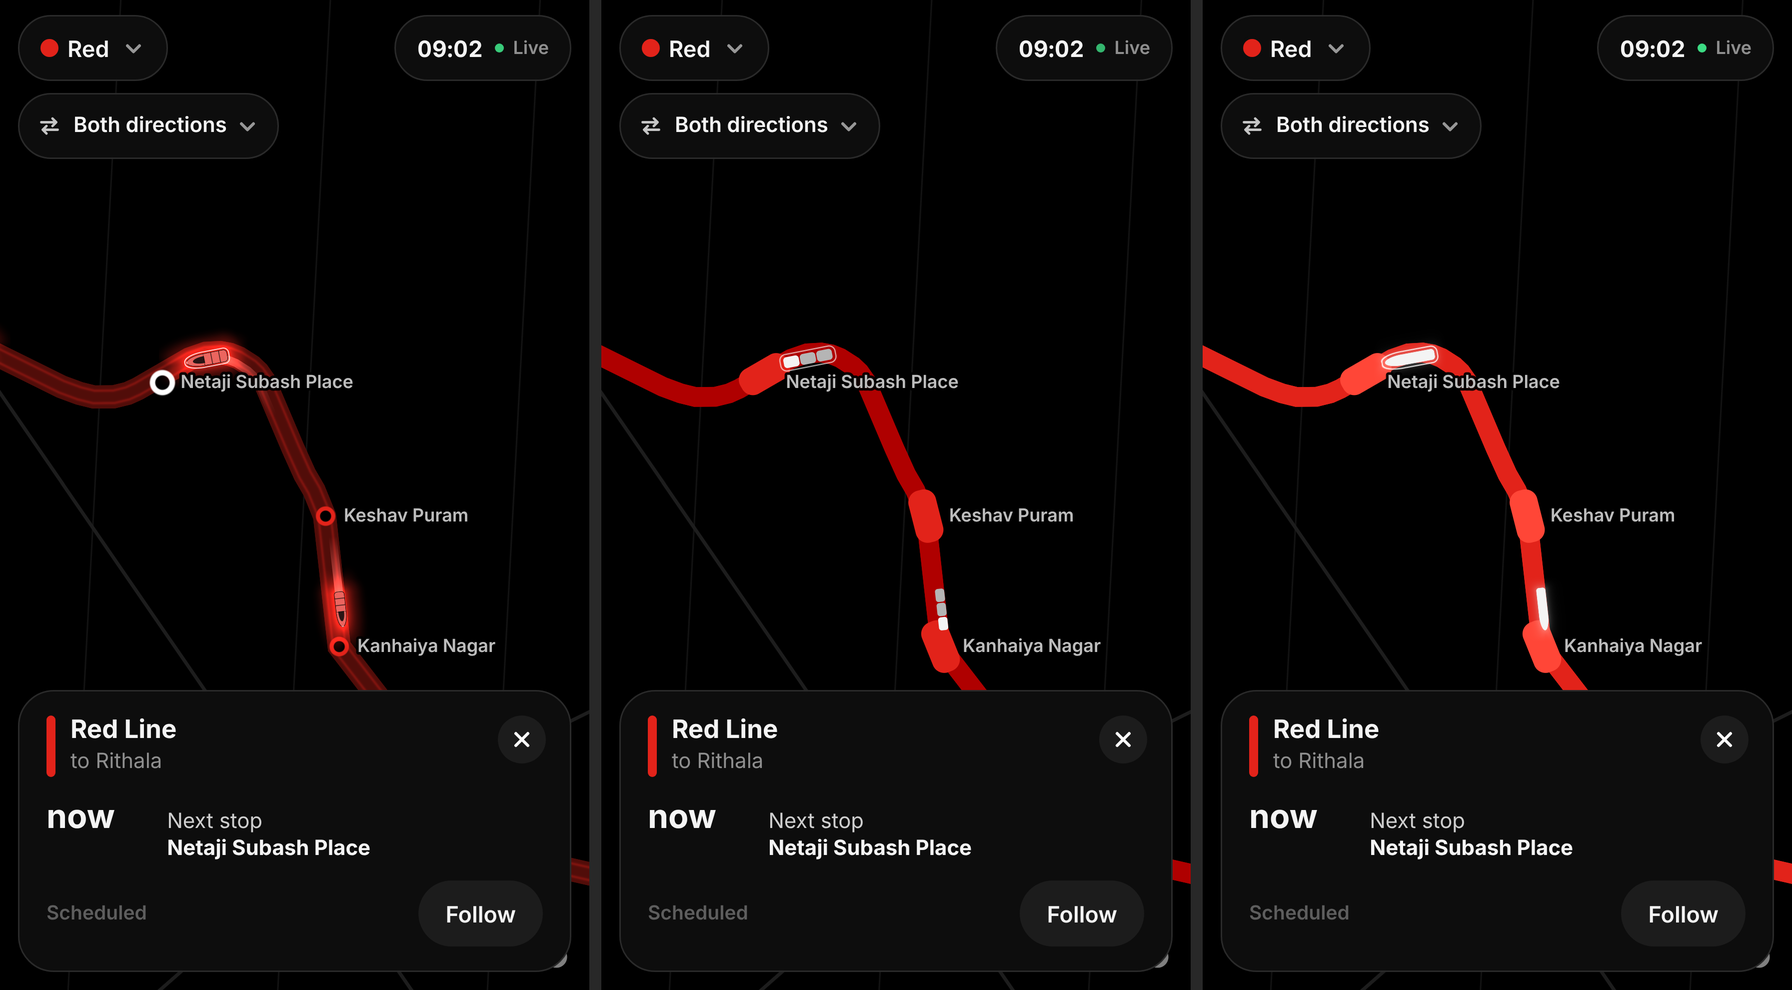 Red
09:02 Live
Both directions
Netaji Subash Place
Keshav Puram
Kanhaiya Nagar
Red Line
to Rithala
now
Next stop
Netaji Subash Place
Scheduled
Follow
Red
09:02 Live
Both directions
Netaji Subash Place
Keshav Puram
Kanhaiya Nagar
Red Line
to Rithala
now
Next stop
Netaji Subash Place
Scheduled
Follow
Red
09:02 Live
Both directions
Netaji Subash Place
Keshav Puram
Kanhaiya Nagar
Red Line
to Rithala
now
Next stop
Netaji Subash Place
Scheduled
Follow